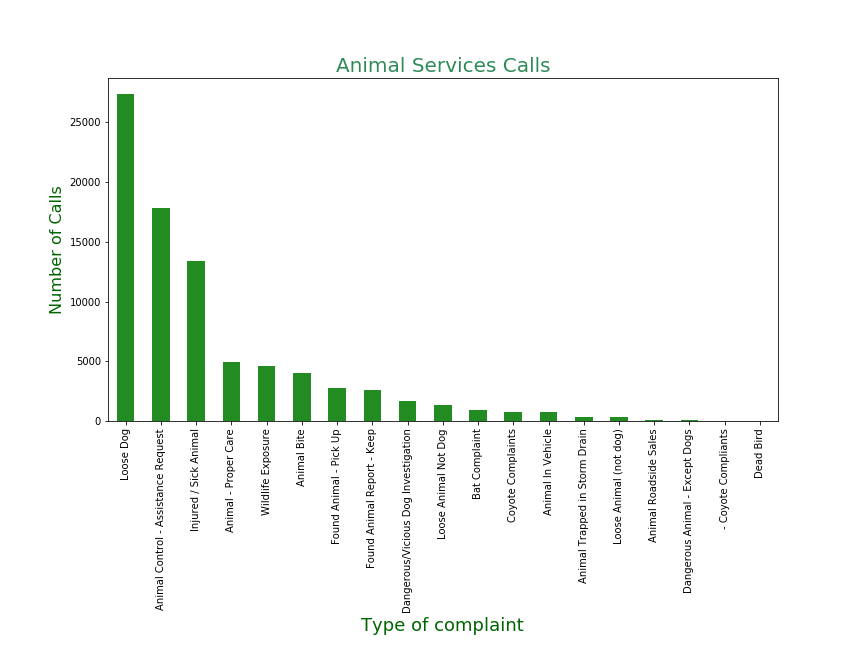 Animal Services Calls
Number of Calls
25000
20000
15000
10000
5000
0
Loose Dog
Animal Control - Assistance Request
Injured / Sick Animal
Animal - Proper Care
Wildlife Exposure
Animal Bite
Found Animal - Pick Up
Found Animal Report - Keep
Dangerous/Vicious Dog Investigation
Loose Animal Not Dog
Bat Complaint
Coyote Complaints
Animal In Vehicle
Animal Trapped in Storm Drain
Loose Animal (not dog)
Animal Roadside Sales
Dangerous Animal - Except Dogs
- Coyote Compliants
Dead Bird
Type of complaint